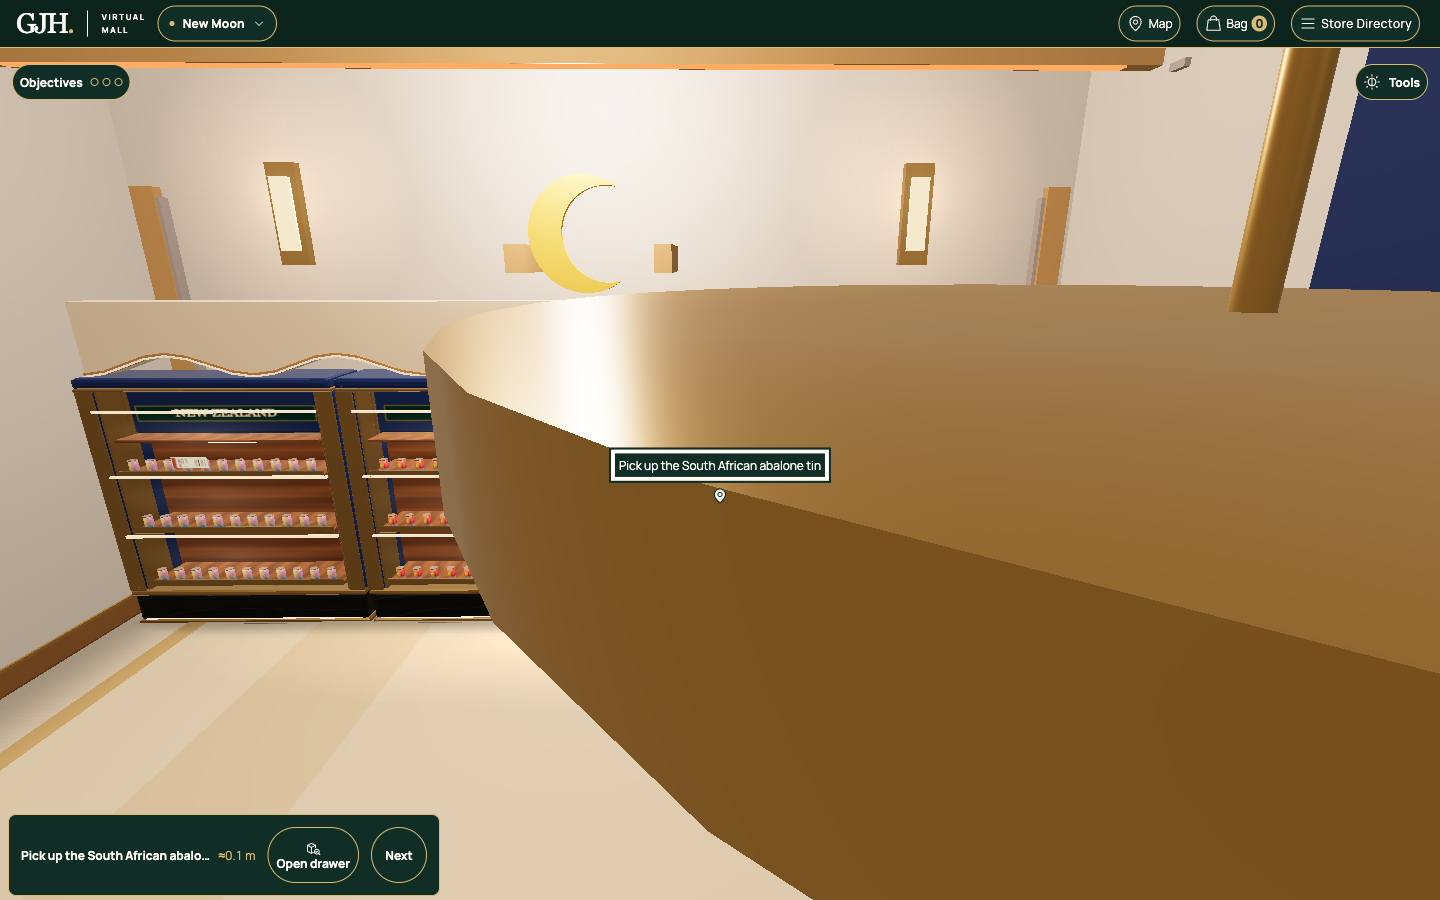 GJH.
VIRTUAL
MALL
New Moon
Map
Bag 0
Store Directory
Objectives
Tools
NEW ZEALAND
Pick up the South African abalone tin
Pick up the South African abalo...
≈0.1 m
Open drawer
Next